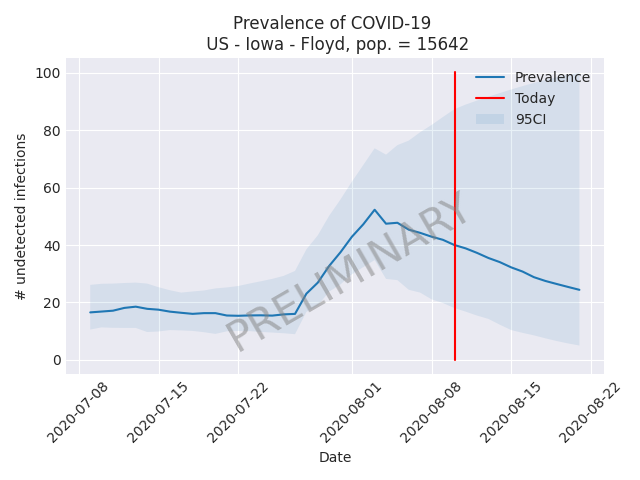 Prevalence of COVID-19
US - Iowa - Floyd, pop. = 15642
100
80
60
40
20
0
# undetected infections
Prevalence
Today
95CI
PRELIMINARY
2020-07-08
2020-07-15
2020-07-22
2020-08-01
2020-08-08
2020-08-15
2020-08-22
Date